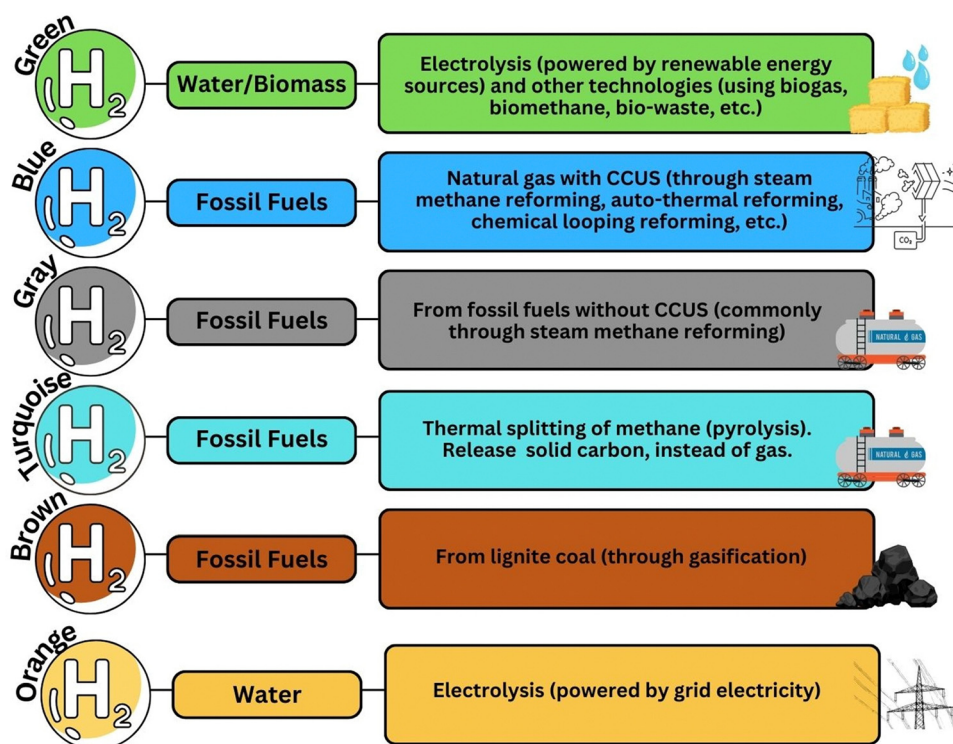 Green
H2
Water/Biomass
Electrolysis (powered by renewable energy
sources) and other technologies (using biogas,
biomethane, bio-waste, etc.)
Blue
H2
Fossil Fuels
Natural gas with CCUS (through steam
methane reforming, auto-thermal reforming,
chemical looping reforming, etc.)
CO₂
Gray
H2
Fossil Fuels
From fossil fuels without CCUS (commonly
through steam methane reforming)
NATURAL GAS
Turquoise
H2
Fossil Fuels
Thermal splitting of methane (pyrolysis).
Release solid carbon, instead of gas.
NATURAL GAS
Brown
H2
Fossil Fuels
From lignite coal (through gasification)
Orange
H2
Water
Electrolysis (powered by grid electricity)